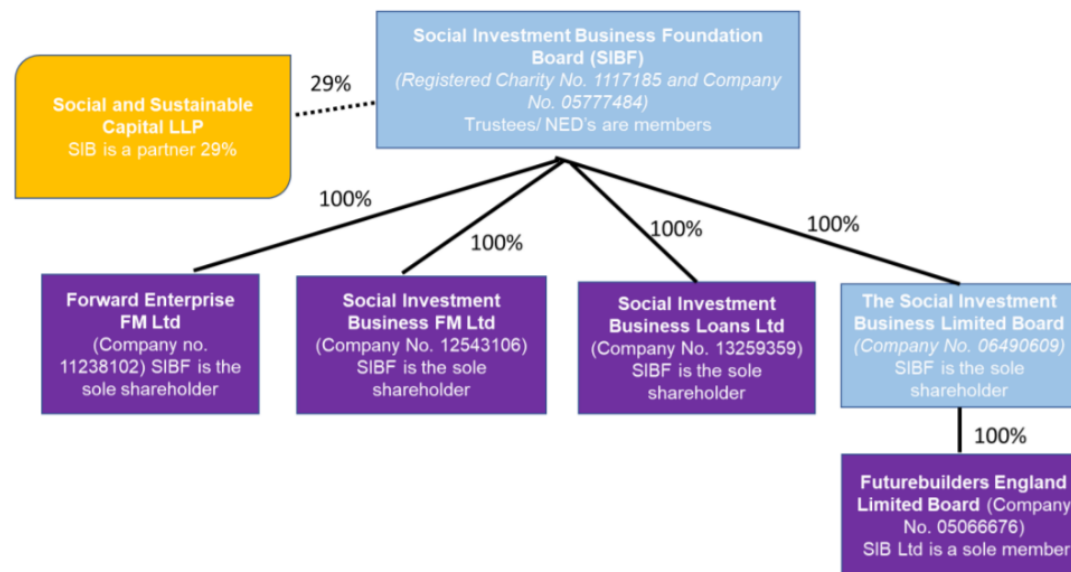 Social Investment Business Foundation
Board (SIBF)
(Registered Charity No. 1117185 and Company
No. 05777484)
Trustees/ NED's are members
29%
Social and Sustainable
Capital LLP
SIB is a partner 29%
100%
100%
100%
100%
Forward Enterprise
FM Ltd
(Company no.
11238102) SIBF is the
sole shareholder
Social Investment
Business FM Ltd
(Company No. 12543106)
SIBF is the sole
shareholder
Social Investment
Business Loans Ltd
(Company No. 13259359)
SIBF is the sole
shareholder
The Social Investment
Business Limited Board
(Company No. 06490609)
SIBF is the sole
shareholder
100%
Futurebuilders England
Limited Board (Company
No. 05066676)
SIB Ltd is a sole member